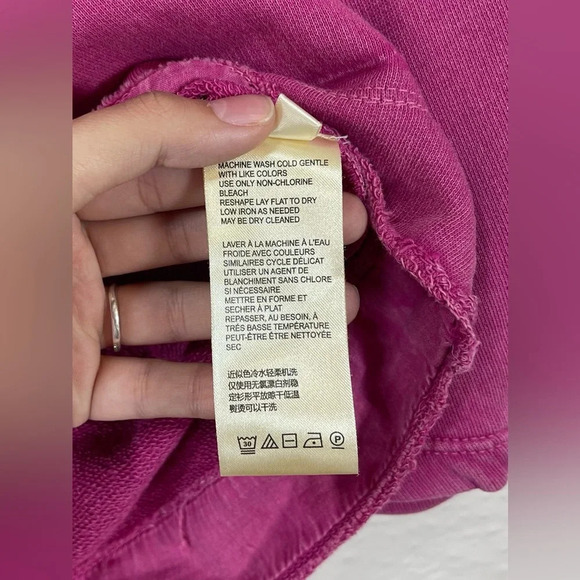 MACHINE WASH COLD GENTLE
WITH LIKE COLORS
USE ONLY NON-CHLORINE
BLEACH
RESHAPE LAY FLAT TO DRY
LOW IRON AS NEEDED
MAY BE DRY CLEANED
LAVER À LA MACHINE À L'EAU
FROIDE AVEC COULEURS
SIMILAIRES CYCLE DÉLICAT
UTILISER UN AGENT DE
BLANCHIMENT SANS CHLORE
SI NÉCESSAIRE
METTRE EN FORME ET
SÉCHER À PLAT
REPASSER, AU BESOIN, À
TRÈS BASSE TEMPÉRATURE
PEUT-ÊTRE ÊTRE NETTOYÉE
SEC
近似色冷水轻柔机洗
仅使用无氯漂白剂稳
定衫形平放晾干低温
熨烫可以干洗
30 P